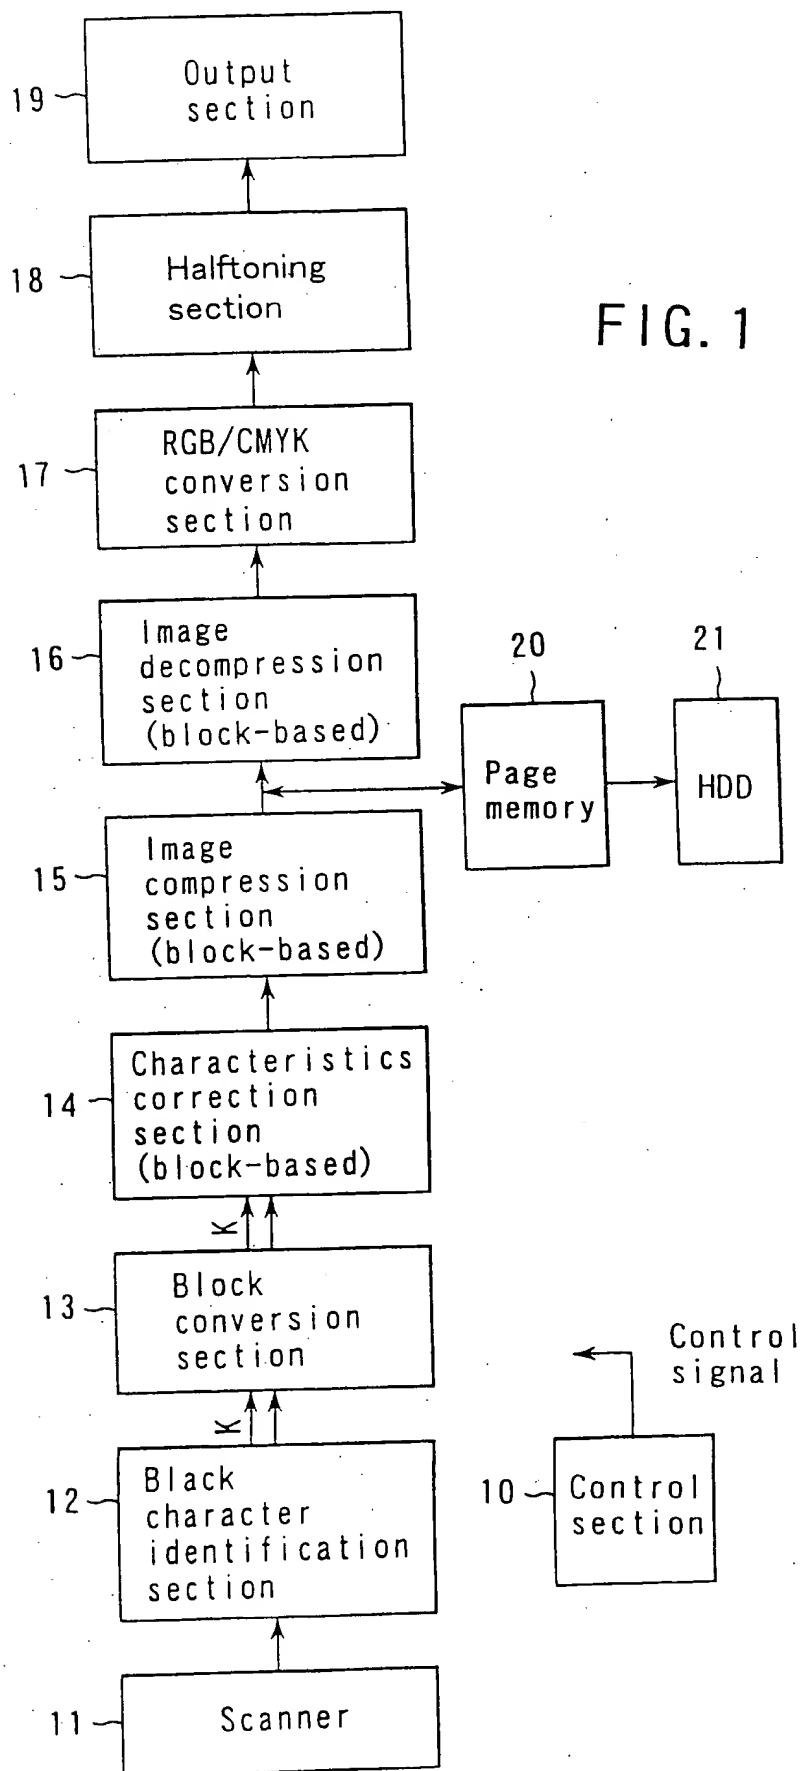 Output
section
19
Halftoning
section
18
FIG. 1
RGB/CMYK
conversion
section
17
Image
decompression
section
(block-based)
16
20
21
Page
memory
HDD
Image
compression
section
(block-based)
15
Characteristics
correction
section
(block-based)
14
K
Block
conversion
section
13
K
Control
signal
Black
character
identification
section
12
10
Control
section
Scanner
11